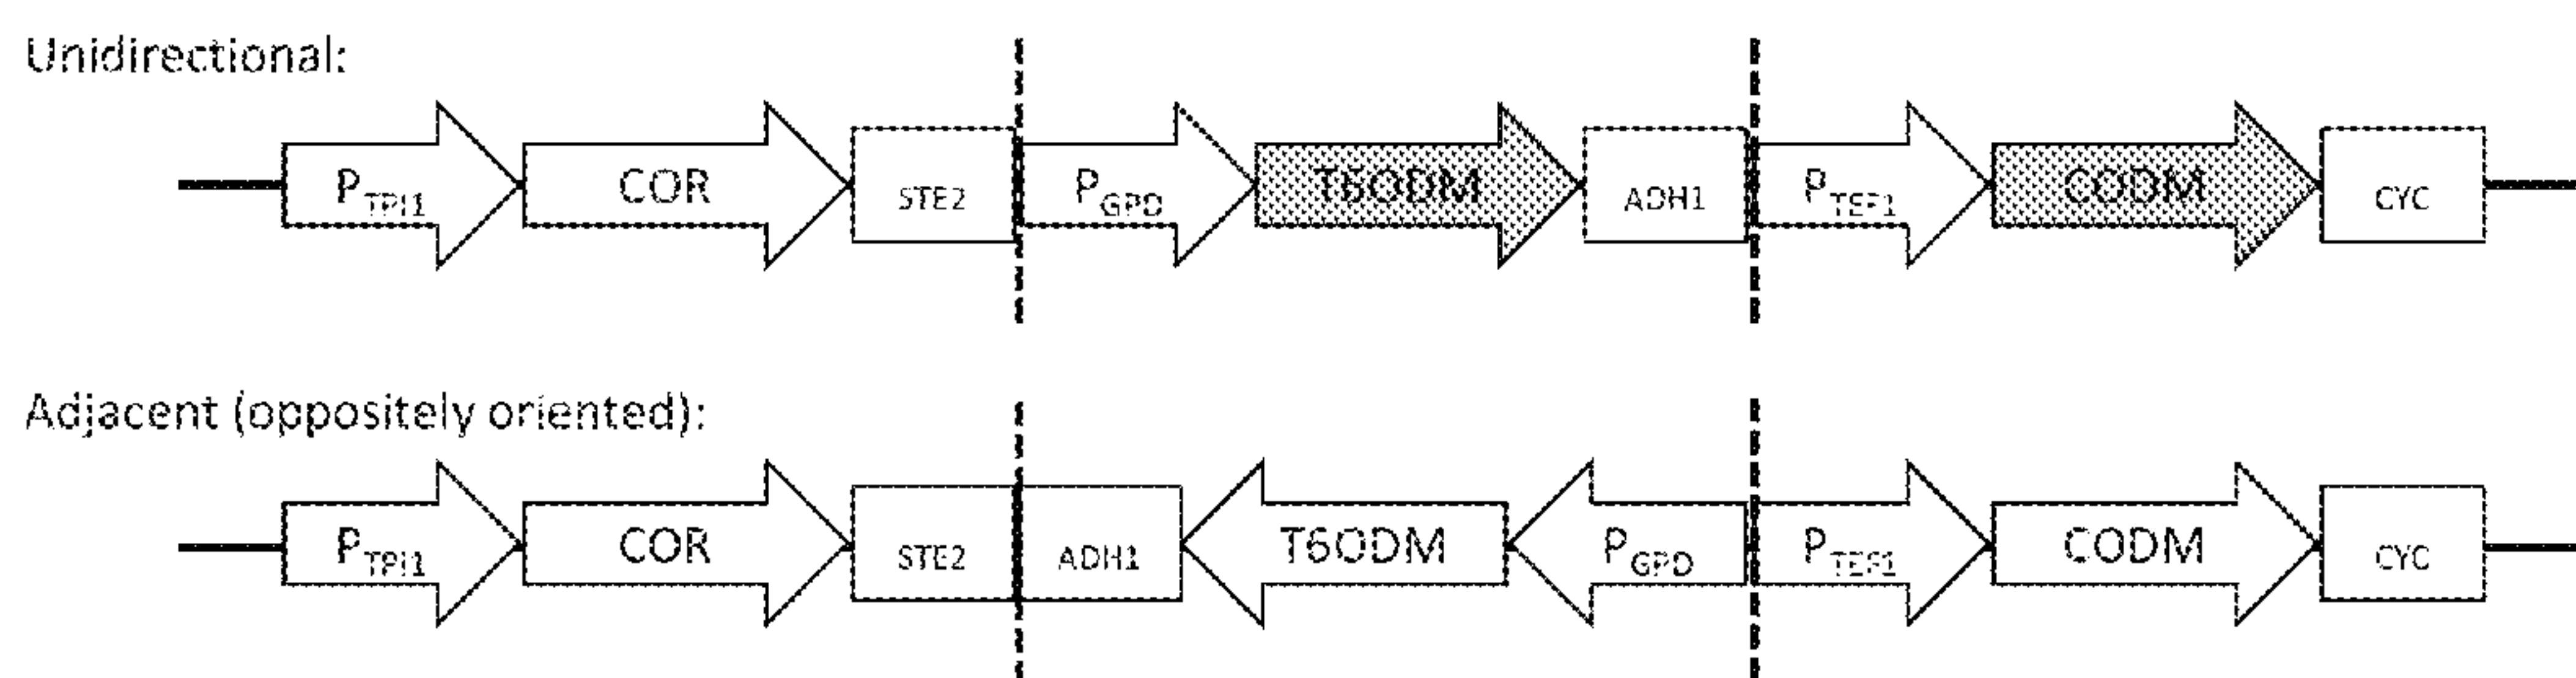 Unidirectional:
PTPI1 COR STE2 PGPD T6ODM ADH1 PTEF1 CODM CYC
Adjacent (oppositely oriented):
PTPI1 COR STE2 ADH1 T6ODM PGPD PTEF1 CODM CYC